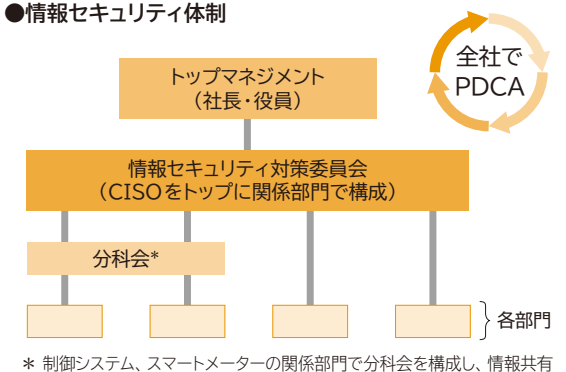 ●情報セキュリティ体制
全社で
PDCA
トップマネジメント
（社長・役員）
情報セキュリティ対策委員会
（CISOをトップに関係部門で構成）
分科会*
各部門
＊ 制御システム、スマートメーターの関係部門で分科会を構成し、情報共有